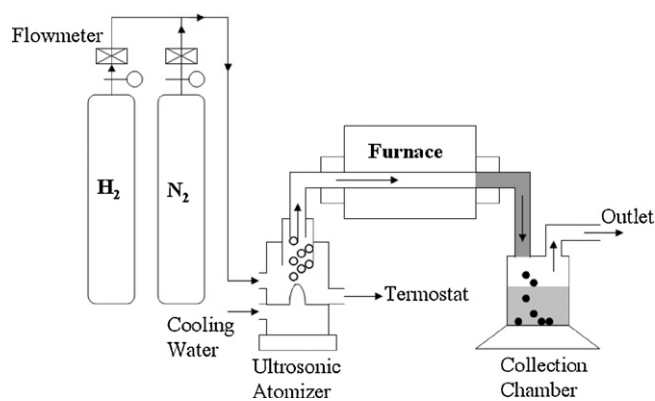 Flowmeter
H2
N2
Furnace
Outlet
Termostat
Cooling
Water
Ultrosonic
Atomizer
Collection
Chamber